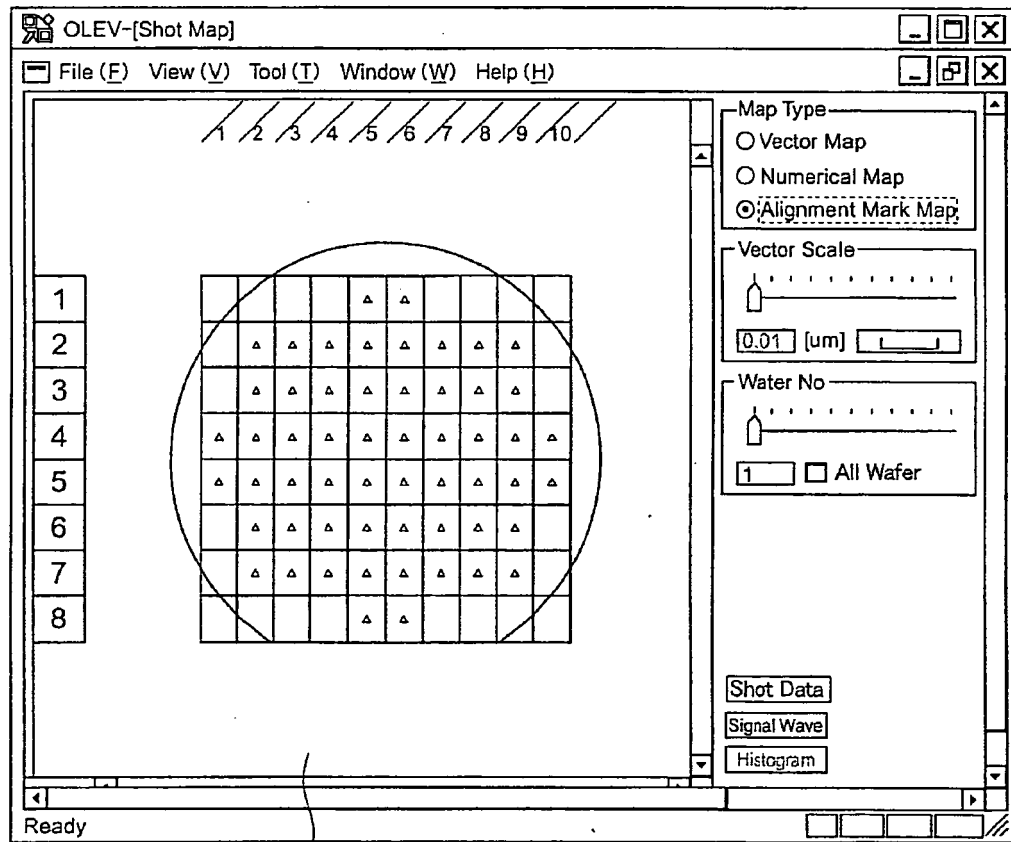 OLEV-[Shot Map]
File (F) View (V) Tool (T) Window (W) Help (H)
1 2 3 4 5 6 7 8 9 10
1
2
3
4
5
6
7
8
Map Type
Vector Map
Numerical Map
Alignment Mark Map
Vector Scale
0.01 [um]
Water No
1 All Wafer
Shot Data
Signal Wave
Histogram
Ready